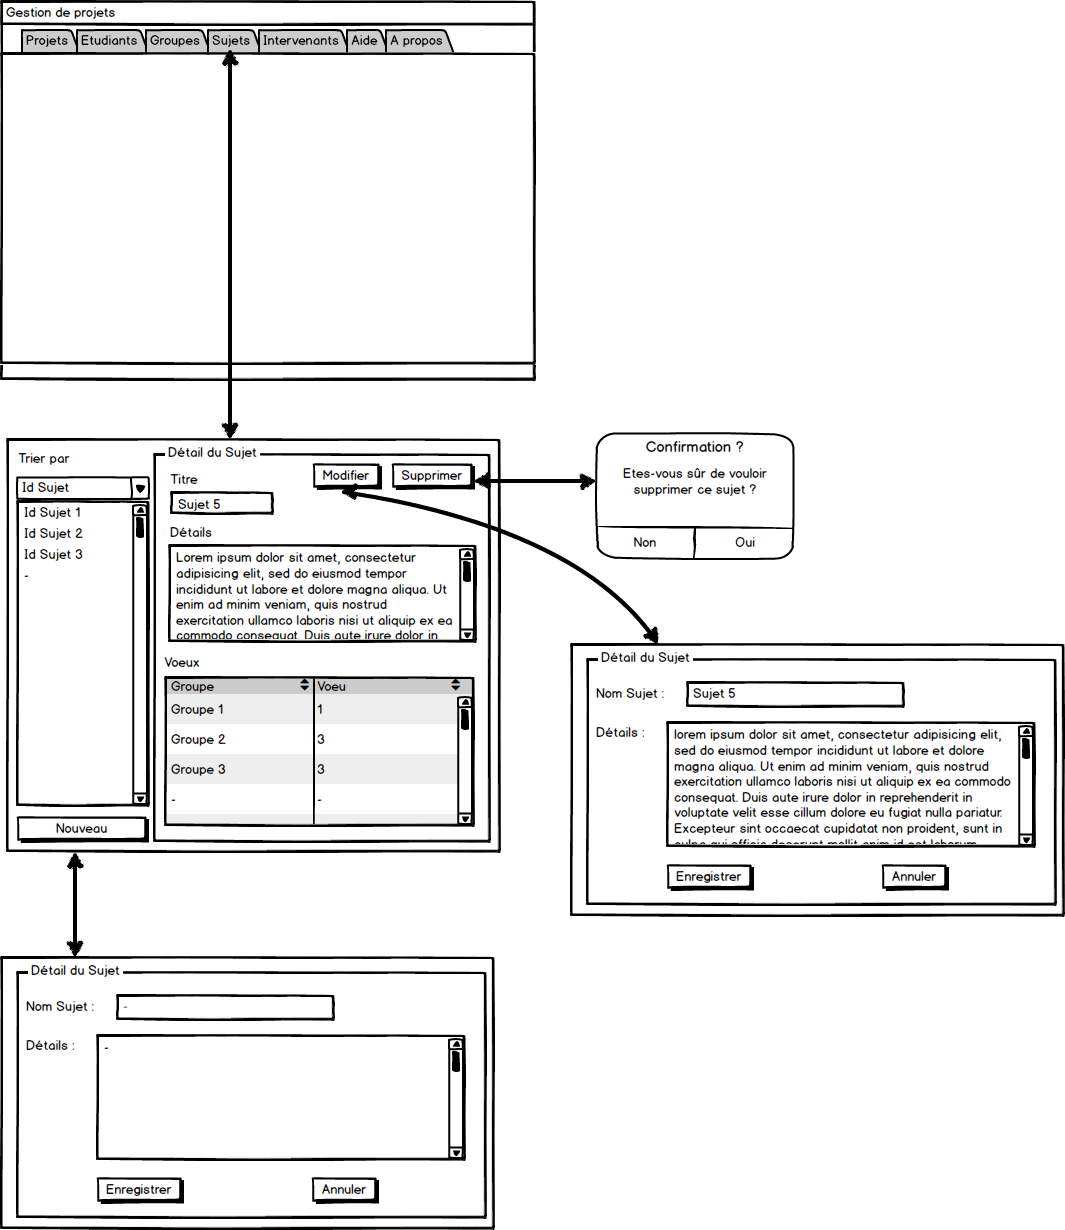 Gestion de projets
Projets Etudiants Groupes Sujets Intervenants Aide A propos
Trier par
Id Sujet
Id Sujet 1
Id Sujet 2
Id Sujet 3
-
Nouveau
Détail du Sujet
Modifier Supprimer
Titre
Sujet 5
Détails
Lorem ipsum dolor sit amet, consectetur
adipisicing elit, sed do eiusmod tempor
incididunt ut labore et dolore magna aliqua. Ut
enim ad minim veniam, quis nostrud
exercitation ullamco laboris nisi ut aliquip ex ea
commodo consequat. Duis aute irure dolor in
Voeux
Groupe Voeu
Groupe 1 1
Groupe 2 3
Groupe 3 3
- -
Confirmation ?
Etes-vous sûr de vouloir
supprimer ce sujet ?
Non Oui
Détail du Sujet
Nom Sujet : Sujet 5
Détails :
lorem ipsum dolor sit amet, consectetur adipisicing elit,
sed do eiusmod tempor incididunt ut labore et dolore
magna aliqua. Ut enim ad minim veniam, quis nostrud
exercitation ullamco laboris nisi ut aliquip ex ea commodo
consequat. Duis aute irure dolor in reprehenderit in
voluptate velit esse cillum dolore eu fugiat nulla pariatur.
Excepteur sint occaecat cupidatat non proident, sunt in
culpa qui officia deserunt mollit anim id est laborum
Enregistrer Annuler
Détail du Sujet
Nom Sujet : -
Détails : -
Enregistrer Annuler